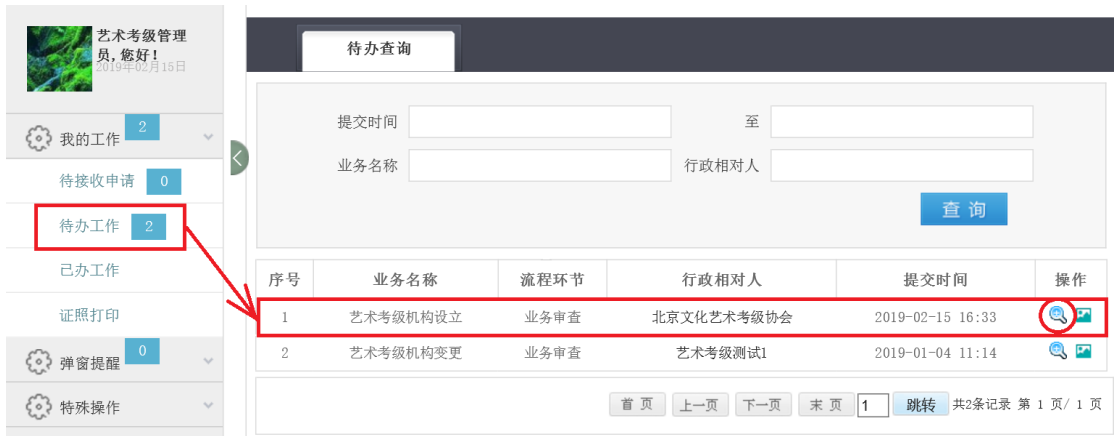 艺术考级管理
员,您好!
2019年02月15日
我的工作 2
待接收申请 0
待办工作 2
已办工作
证照打印
弹窗提醒 0
特殊操作
待办查询
提交时间 至
业务名称 行政相对人
查 询
序号 业务名称 流程环节 行政相对人 提交时间 操作
1 艺术考级机构设立 业务审查 北京文化艺术考级协会 2019-02-15 16:33
2 艺术考级机构变更 业务审查 艺术考级测试1 2019-01-04 11:14
首 页 上一页 下一页 末 页 1 跳转 共2条记录 第 1 页/ 1 页